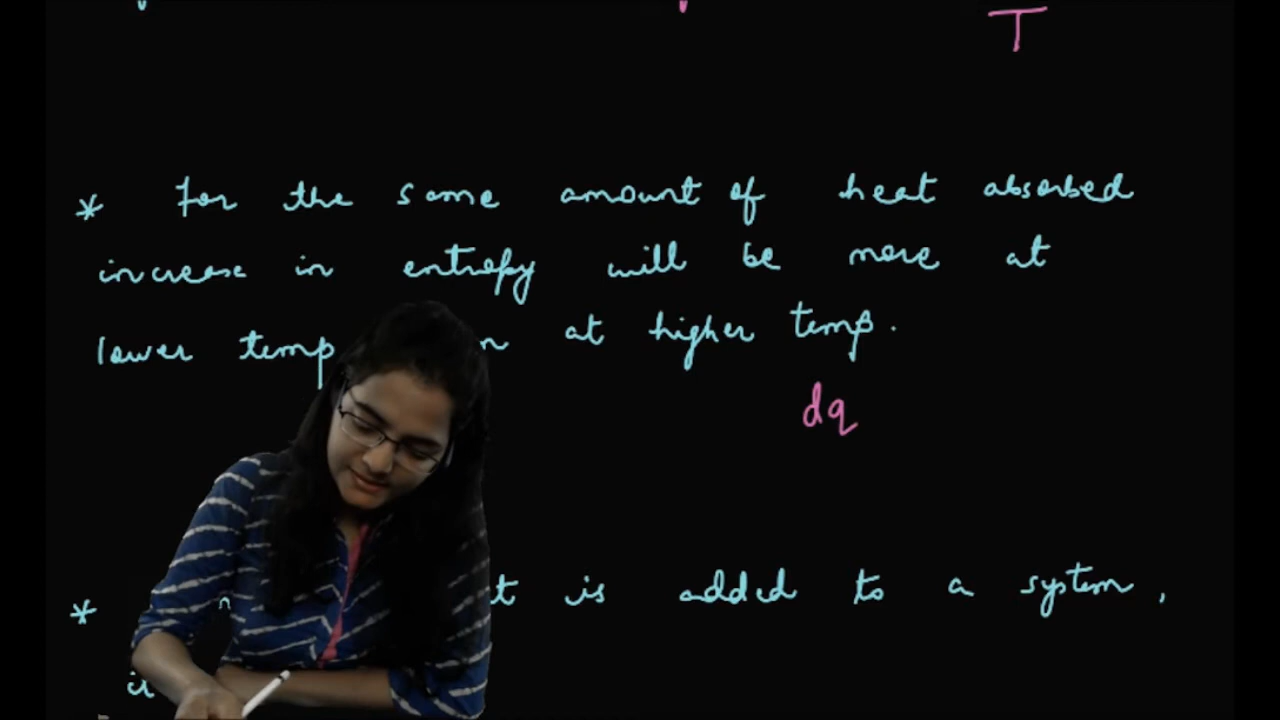 T
* for the same amount of heat absorbed
increase in entropy will be more at
lower temp at higher temp.
dq
* is added to a system,